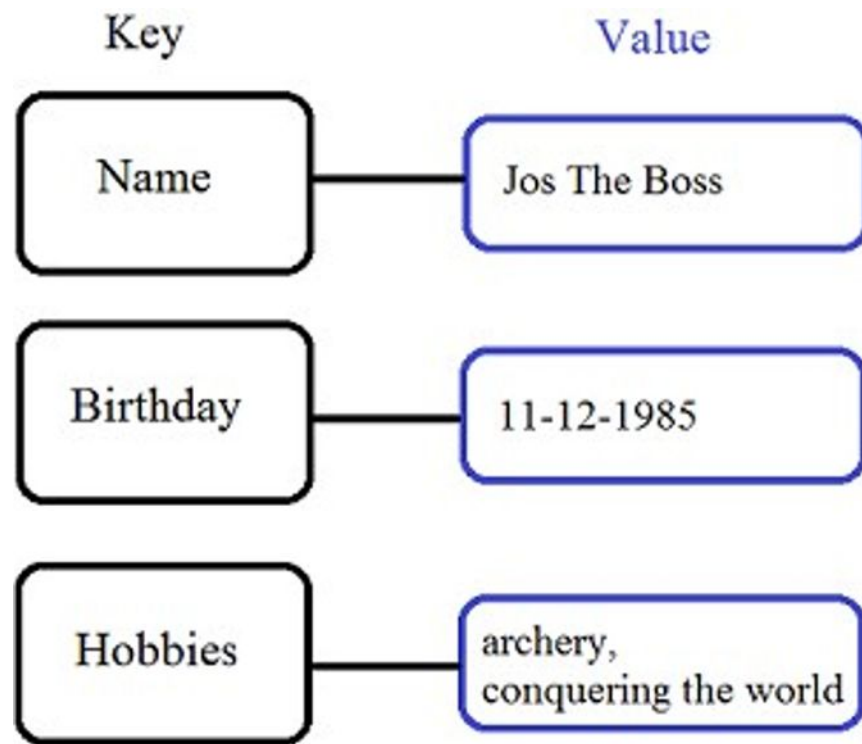 Key
Value
Name
Jos The Boss
Birthday
11-12-1985
Hobbies
archery,
conquering the world